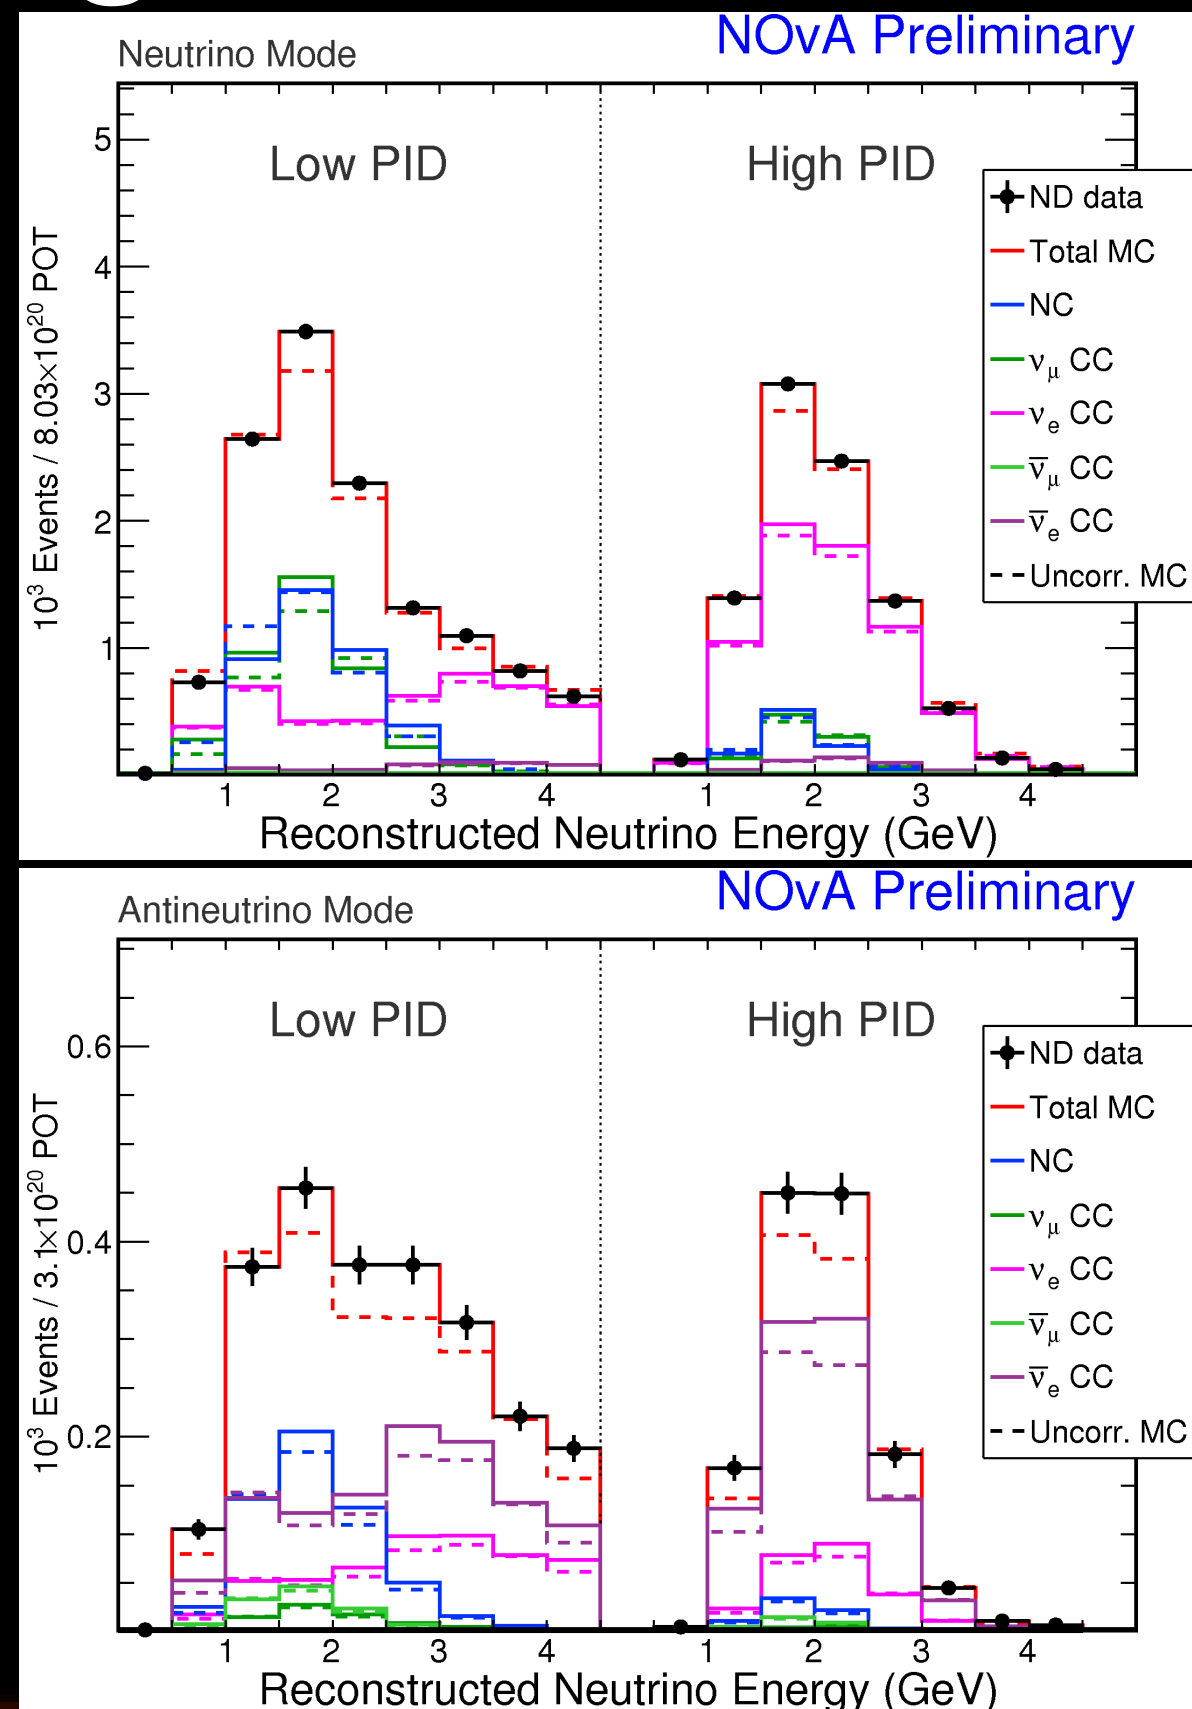 NOvA Preliminary
Neutrino Mode
Low PID
High PID
5
4
3
2
1
10³ Events / 8.03×10²⁰ POT
ND data
Total MC
NC
νμ CC
νe CC
ν̅μ CC
ν̅e CC
Uncorr. MC
1 2 3 4 1 2 3 4
Reconstructed Neutrino Energy (GeV)
NOvA Preliminary
Antineutrino Mode
Low PID
High PID
0.6
0.4
0.2
10³ Events / 3.1×10²⁰ POT
ND data
Total MC
NC
νμ CC
νe CC
ν̅μ CC
ν̅e CC
Uncorr. MC
1 2 3 4 1 2 3 4
Reconstructed Neutrino Energy (GeV)